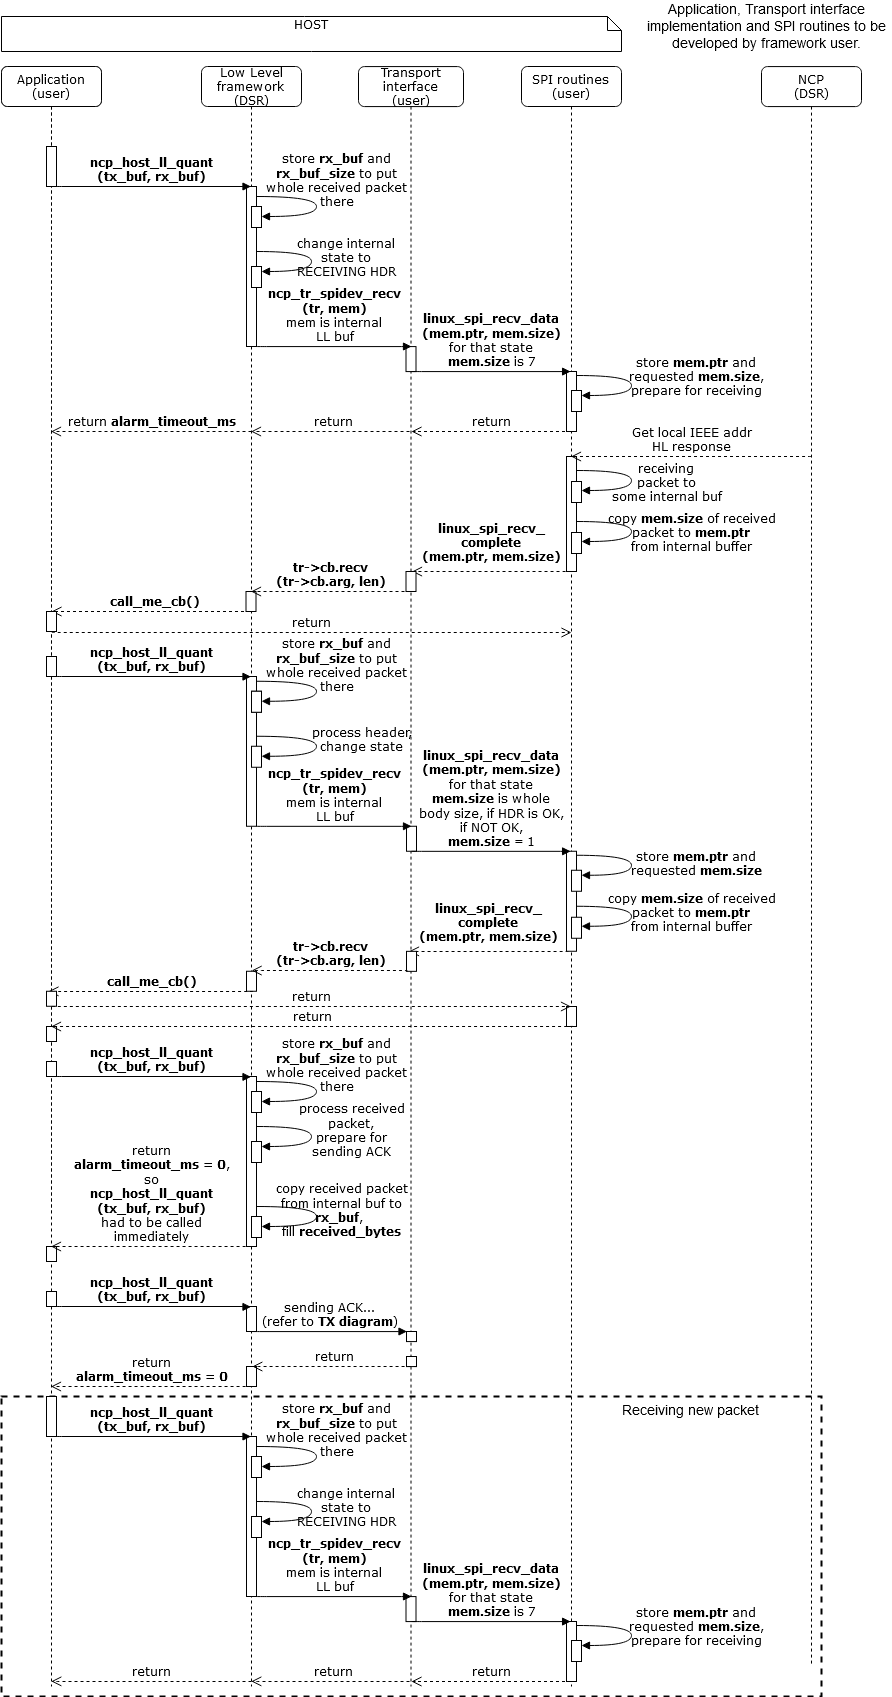 HOST
Application, Transport interface
implementation and SPI routines to be
developed by framework user.
Application
(user)
Low Level
framework
(DSR)
Transport
interface
(user)
SPI routines
(user)
NCP
(DSR)
ncp_host_ll_quant
(tx_buf, rx_buf)
store rx_buf and
rx_buf_size to put
whole received packet
there
change internal
state to
RECEIVING HDR
ncp_tr_spidev_recv
(tr, mem)
mem is internal
LL buf
linux_spi_recv_data
(mem.ptr, mem.size)
for that state
mem.size is 7
store mem.ptr and
requested mem.size,
prepare for receiving
return alarm_timeout_ms
return
return
Get local IEEE addr
HL response
receiving
packet to
some internal buf
copy mem.size of received
packet to mem.ptr
from internal buffer
linux_spi_recv_
complete
(mem.ptr, mem.size)
tr->cb.recv
(tr->cb.arg, len)
call_me_cb()
return
ncp_host_ll_quant
(tx_buf, rx_buf)
store rx_buf and
rx_buf_size to put
whole received packet
there
process header,
change state
ncp_tr_spidev_recv
(tr, mem)
mem is internal
LL buf
linux_spi_recv_data
(mem.ptr, mem.size)
for that state
mem.size is whole
body size, if HDR is OK,
if NOT OK,
mem.size = 1
store mem.ptr and
requested mem.size
copy mem.size of received
packet to mem.ptr
from internal buffer
linux_spi_recv_
complete
(mem.ptr, mem.size)
tr->cb.recv
(tr->cb.arg, len)
call_me_cb()
return
return
ncp_host_ll_quant
(tx_buf, rx_buf)
store rx_buf and
rx_buf_size to put
whole received packet
there
process received
packet,
prepare for
sending ACK
return
alarm_timeout_ms = 0,
so
ncp_host_ll_quant
(tx_buf, rx_buf)
had to be called
immediately
copy received packet
from internal buf to
rx_buf,
fill received_bytes
ncp_host_ll_quant
(tx_buf, rx_buf)
sending ACK...
(refer to TX diagram)
return
return
alarm_timeout_ms = 0
Receiving new packet
ncp_host_ll_quant
(tx_buf, rx_buf)
store rx_buf and
rx_buf_size to put
whole received packet
there
change internal
state to
RECEIVING HDR
ncp_tr_spidev_recv
(tr, mem)
mem is internal
LL buf
linux_spi_recv_data
(mem.ptr, mem.size)
for that state
mem.size is 7
store mem.ptr and
requested mem.size,
prepare for receiving
return
return
return